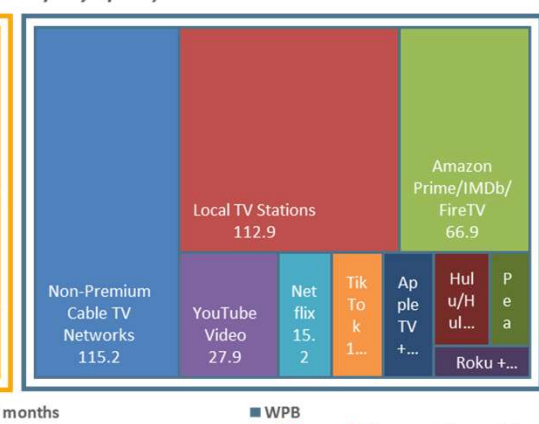 Non-Premium
Cable TV
Networks
115.2
Local TV Stations
112.9
Amazon
Prime/IMDb/
FireTV
66.9
YouTube
Video
27.9
Net
flix
15.
2
Tik
To
k
1...
Ap
ple
TV
+...
Hul
u/H
ul...
P
e
a
Roku +...
months
WPB